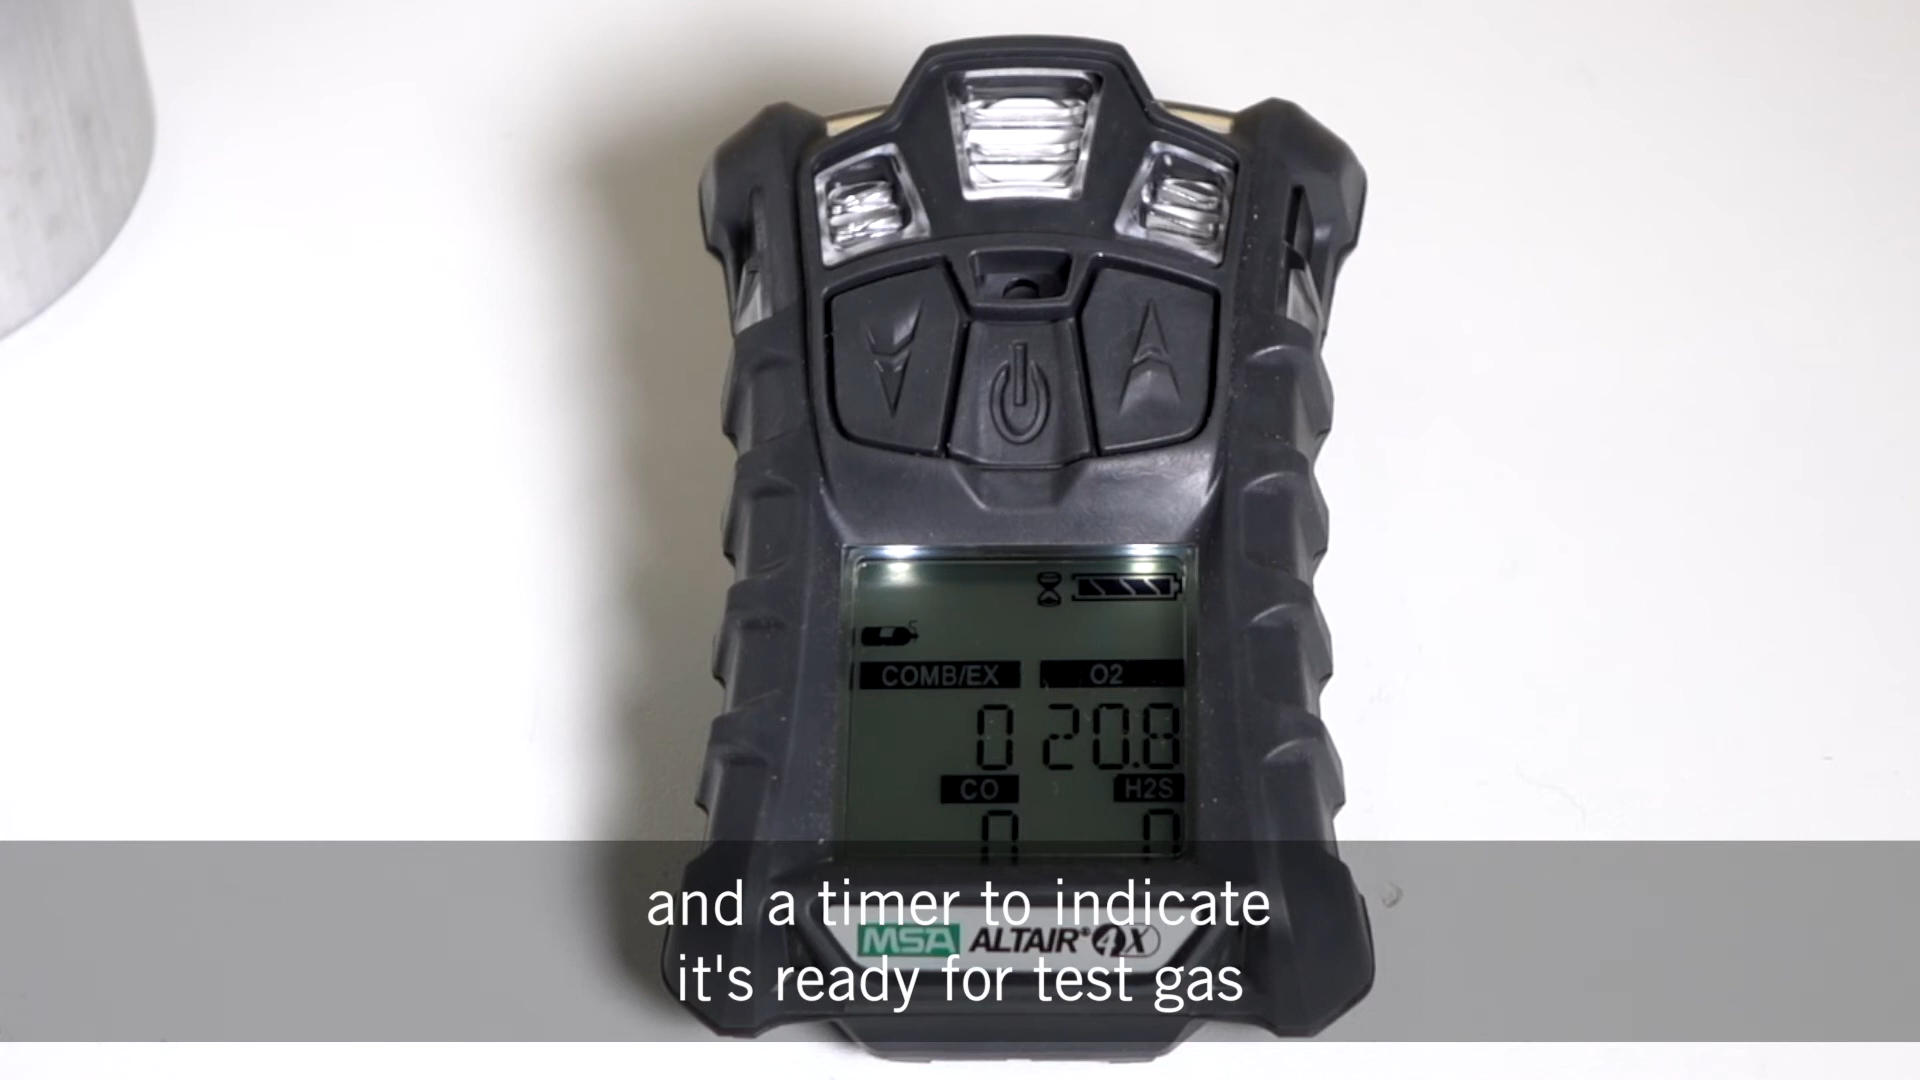 S
COMB/EX O2
0 20.8
CO H2S
0 0
and a timer to indicate
MSA ALTAIR® 4X
it's ready for test gas